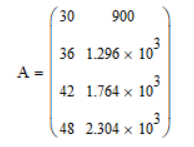 A = ( 30 900
36 1.296 × 10³
42 1.764 × 10³
48 2.304 × 10³ )